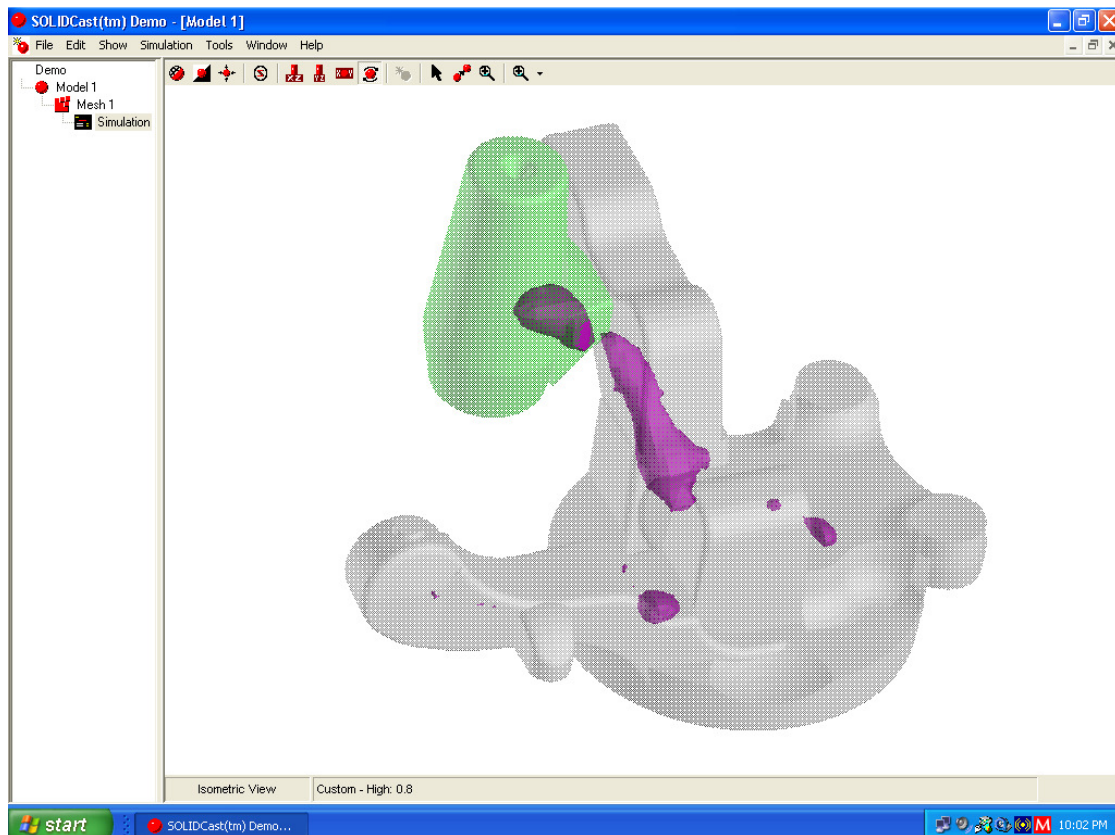 SOLIDCast(tm) Demo - [Model 1]
File Edit Show Simulation Tools Window Help
Demo
Model 1
Mesh 1
Simulation
Isometric View Custom - High: 0.8
start SOLIDCast(tm) Demo... M 10:02 PM